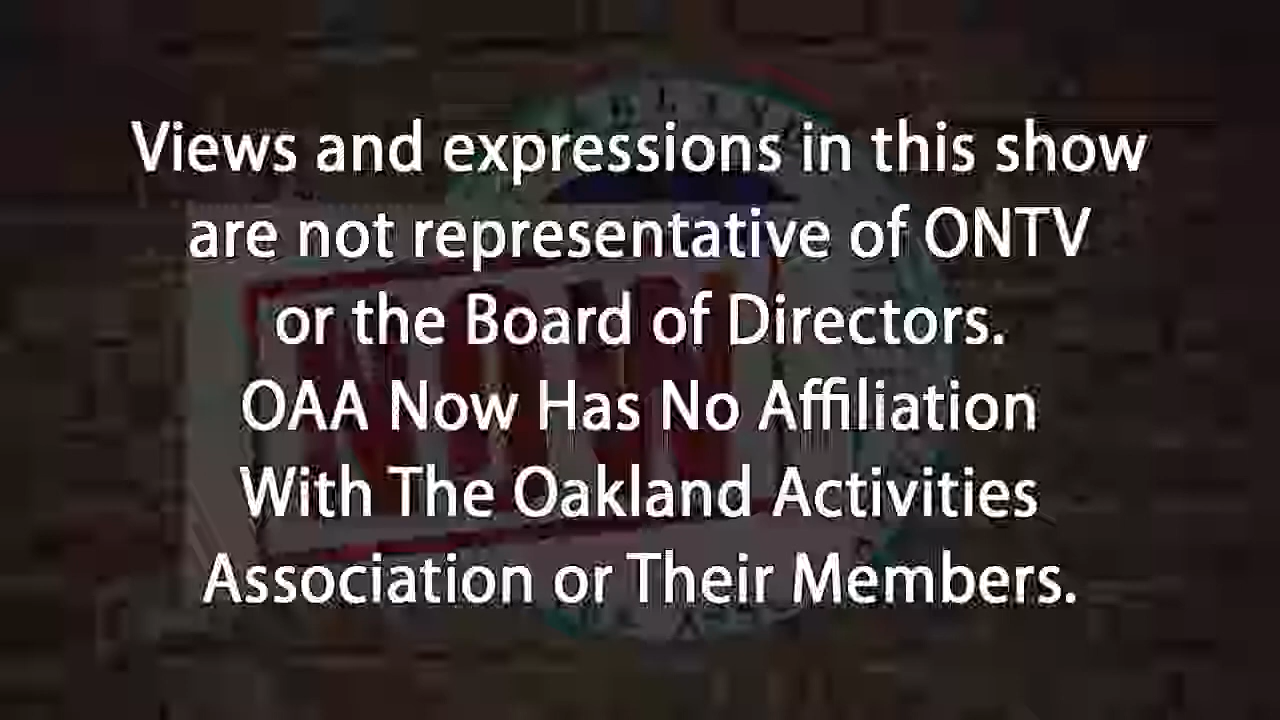 Views and expressions in this show
are not representative of ONTV
or the Board of Directors.
OAA Now Has No Affiliation
With The Oakland Activities
Association or Their Members.
NOW